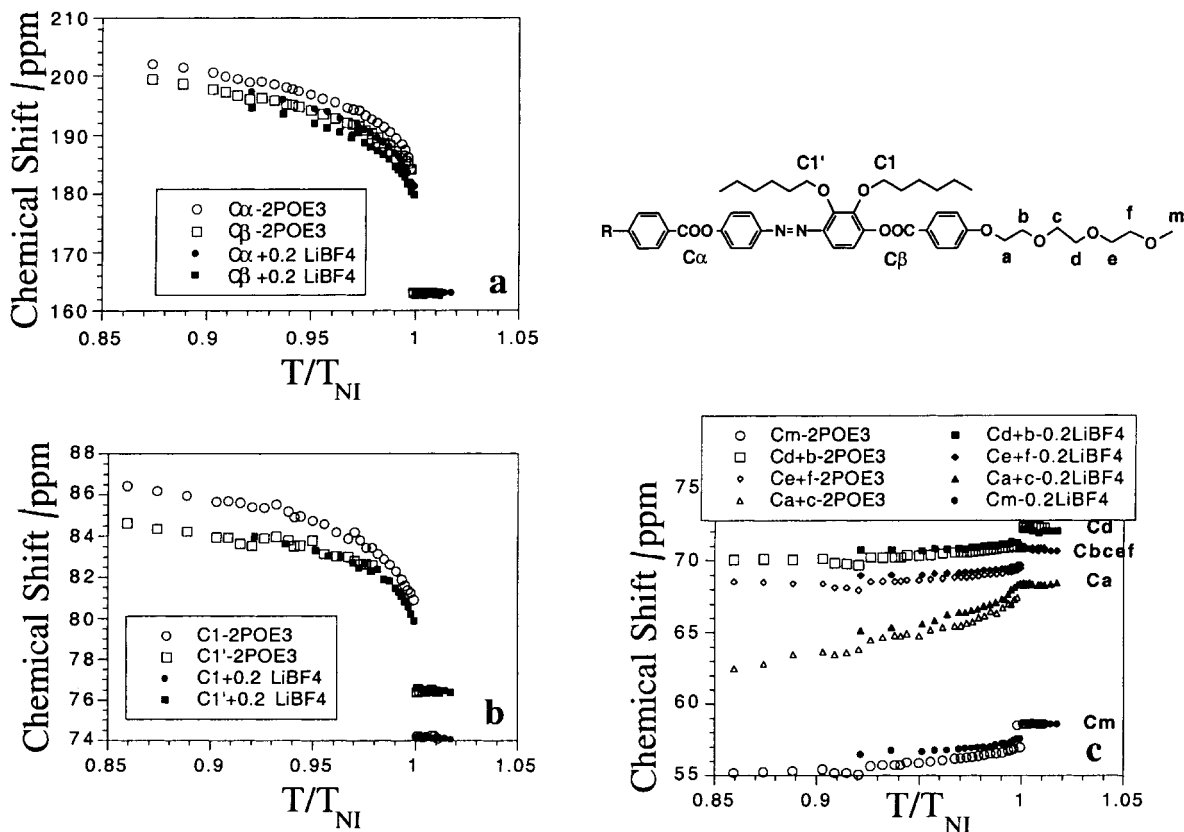 Chemical Shift /ppm
210
200
190
180
170
160
Cα-2POE3
Cβ-2POE3
Cα +0.2 LiBF4
Cβ +0.2 LiBF4
a
0.85 0.9 0.95 1 1.05
T/T_NI
C1' C1
R COO N=N OOC O O O O
O O
b c f m
a d e
Cα Cβ
Chemical Shift /ppm
88
86
84
82
80
78
76
74
C1-2POE3
C1'-2POE3
C1+0.2 LiBF4
C1'+0.2 LiBF4
b
0.85 0.9 0.95 1 1.05
T/T_NI
Cm-2POE3 Cd+b-0.2LiBF4
Cd+b-2POE3 Ce+f-0.2LiBF4
Ce+f-2POE3 Ca+c-0.2LiBF4
Ca+c-2POE3 Cm-0.2LiBF4
Chemical Shift /ppm
75
70
65
60
55
Cd
Cbcef
Ca
Cm
c
0.85 0.9 0.95 1 1.05
T/T_NI